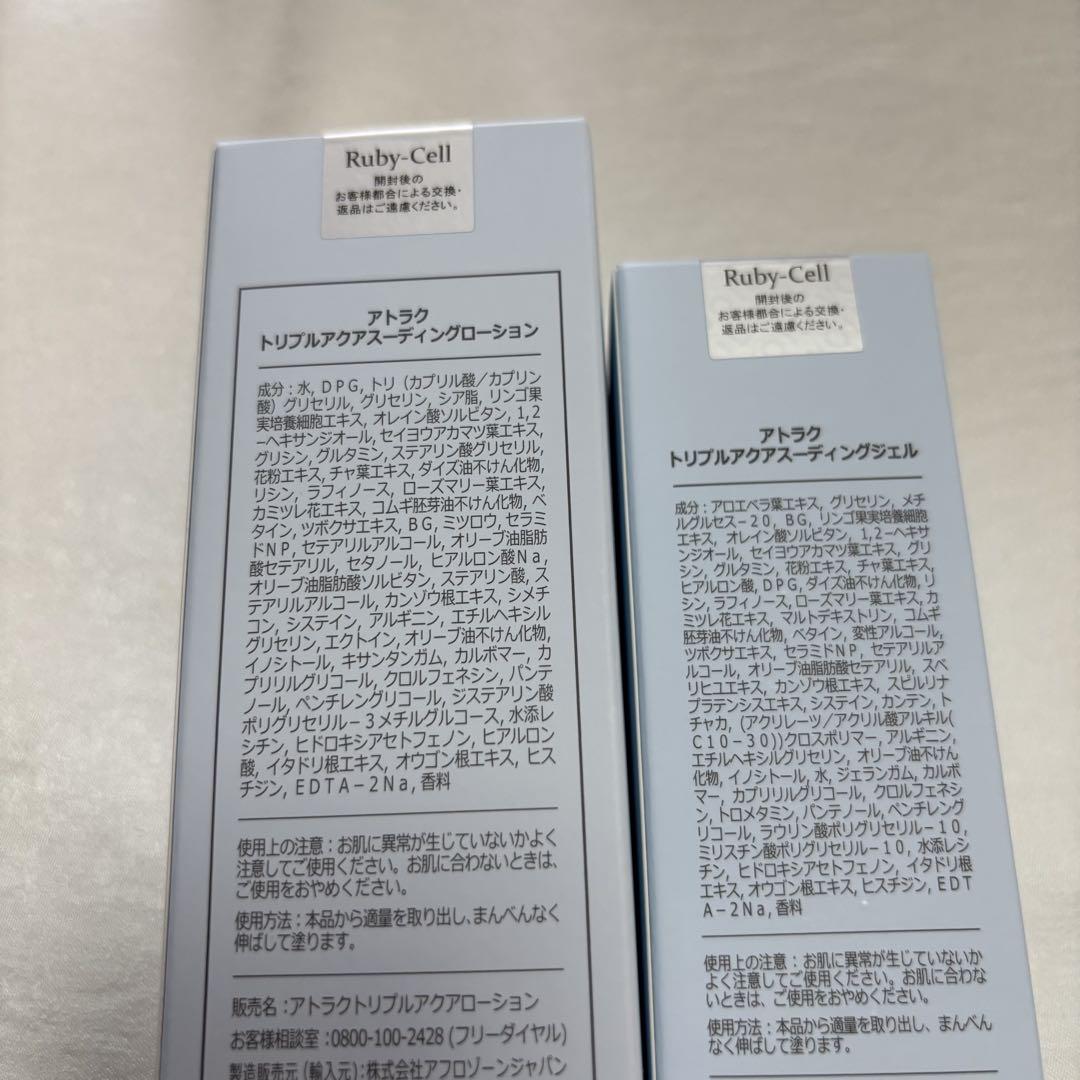 Ruby-Cell
開封後の
お客様都合による交換・
返品はご遠慮ください。
アトラク
トリプルアクアスーディングローション
成分：水, DPG, トリ（カプリル酸／カプリン
酸）グリセリル, グリセリン, シア脂, リンゴ果
実培養細胞エキス, オレイン酸ソルビタン, 1,2
−ヘキサンジオール, セイヨウアカマツ葉エキス,
グリシン, グルタミン, ステアリン酸グリセリル,
花粉エキス, チャ葉エキス, ダイズ油不けん化物,
リシン, ラフィノース, ローズマリー葉エキス,
カミツレ花エキス, コムギ胚芽油不けん化物, ベ
タイン, ツボクサエキス, BG, ミツロウ, セラミ
ドNP, セテアリルアルコール, オリーブ油脂肪
酸セテアリル, セタノール, ヒアルロン酸Na,
オリーブ油脂肪酸ソルビタン, ステアリン酸, ス
テアリルアルコール, カンゾウ根エキス, シメチ
コン, システイン, アルギニン, エチルヘキシル
グリセリン, エクトイン, オリーブ油不けん化物,
イノシトール, キサンタンガム, カルボマー, カ
プリリルグリコール, クロルフェネシン, パンテ
ノール, ペンチレングリコール, ジステアリン酸
ポリグリセリル−3メチルグルコース, 水添レ
シチン, ヒドロキシアセトフェノン, ヒアルロン
酸, イタドリ根エキス, オウゴン根エキス, ヒス
チジン, EDTA−2Na, 香料
使用上の注意：お肌に異常が生じていないかよく
注意してご使用ください。お肌に合わないときは、
ご使用をおやめください。
使用方法：本品から適量を取り出し、まんべんなく
伸ばして塗ります。
販売名：アトラクトリプルアクアローション
お客様相談室：0800-100-2428 (フリーダイヤル)
製造販売元（輸入元）：株式会社アフロゾーンジャパン
Ruby-Cell
開封後の
お客様都合による交換・
返品はご遠慮ください。
アトラク
トリプルアクアスーディングジェル
成分：アロエベラ葉エキス, グリセリン, メチ
ルグルセス−20, BG, リンゴ果実培養細胞
エキス, オレイン酸ソルビタン, 1,2−ヘキサ
ンジオール, セイヨウアカマツ葉エキス, グリ
シン, グルタミン, 花粉エキス, チャ葉エキス,
ヒアルロン酸, DPG, ダイズ油不けん化物, リ
シン, ラフィノース, ローズマリー葉エキス, カ
ミツレ花エキス, マルトデキストリン, コムギ
胚芽油不けん化物, ベタイン, 変性アルコール,
ツボクサエキス, セラミドNP, セテアリルア
ルコール, オリーブ油脂肪酸セテアリル, スベ
リヒユエキス, カンゾウ根エキス, スピルリナ
プラテンシスエキス, システイン, カンテン, ト
チャカ, (アクリレーツ／アクリル酸アルキル(
C10−30))クロスポリマー, アルギニン,
エチルヘキシルグリセリン, オリーブ油不けん
化物, イノシトール, 水, ジェランガム, カルボ
マー, カプリリルグリコール, クロルフェネシ
ン, トロメタミン, パンテノール, ペンチレング
リコール, ラウリン酸ポリグリセリル−10,
ミリスチン酸ポリグリセリル−10, 水添レシ
チン, ヒドロキシアセトフェノン, イタドリ根
エキス, オウゴン根エキス, ヒスチジン, EDT
A−2Na, 香料
使用上の注意：お肌に異常が生じていないか
よく注意してご使用ください。お肌に合わな
いときは、ご使用をおやめください。
使用方法：本品から適量を取り出し、まんべん
なく伸ばして塗ります。